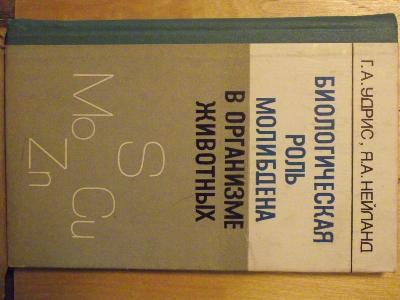 Г. А. УДРИС, Я. А. НЕЙЛАНД
БИОЛОГИЧЕСКАЯ
РОЛЬ
МОЛИБДЕНА
В ОРГАНИЗМЕ
ЖИВОТНЫХ
S
Mo Cu
Zn